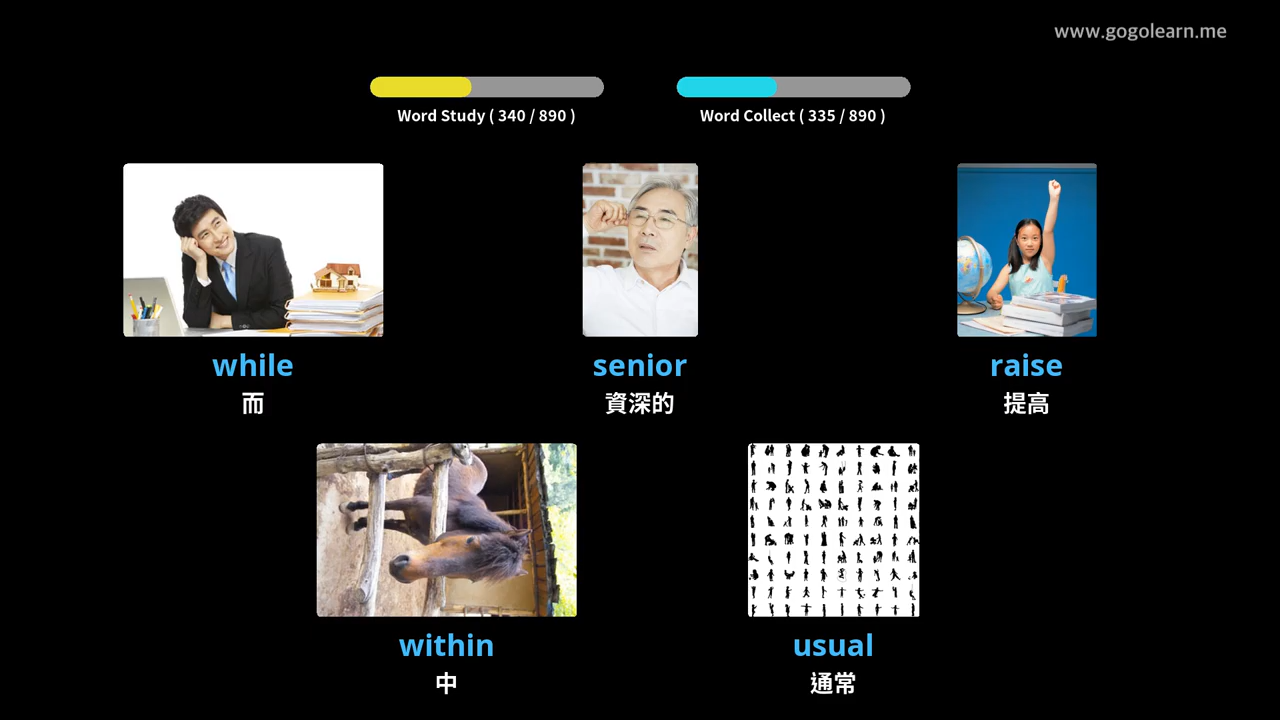 www.gogolearn.me
Word Study ( 340 / 890 )
Word Collect ( 335 / 890 )
while
而
senior
資深的
raise
提高
within
中
usual
通常